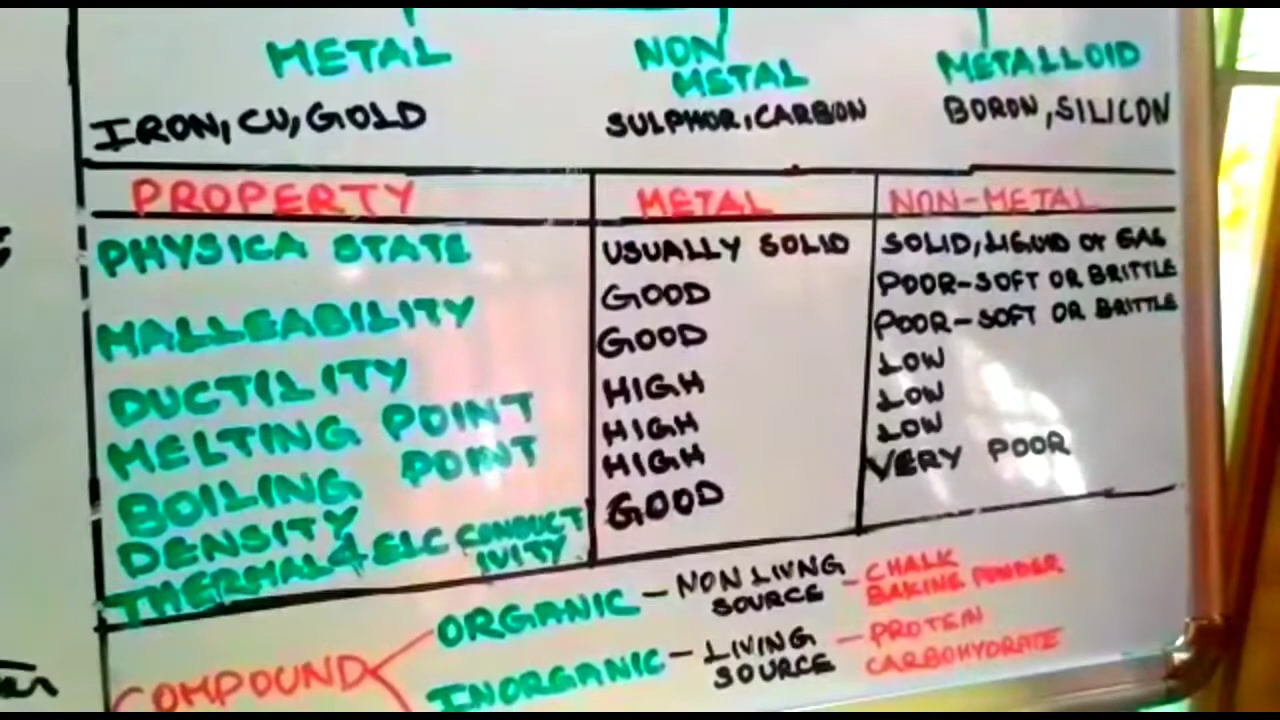 METAL NON METAL METALLOID
IRON, CU, GOLD SULPHUR, CARBON BORON, SILICON
PROPERTY METAL NON-METAL
PHYSICA STATE USUALLY SOLID SOLID, LIGUID or GAS
MALLEABILITY GOOD POOR-SOFT OR BRITTLE
DUCTILITY GOOD POOR-SOFT OR BRITTLE
MELTING POINT HIGH LOW
BOILING POINT HIGH LOW
DENSITY HIGH LOW
THERMAL & ELC CONDUCTIVITY GOOD VERY POOR
COMPOUND
ORGANIC - NON LIVNG SOURCE - CHALK BAKING POWDER
INORGANIC - LIVING SOURCE - PROTEIN CARBOHYDRATE